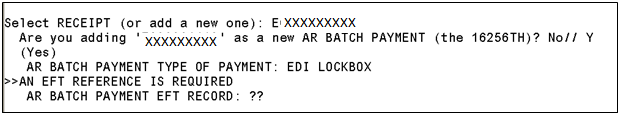 Select RECEIPT (or add a new one): E XXXXXXXXX
Are you adding 'XXXXXXXXX' as a new AR BATCH PAYMENT (the 16256TH)? No// Y
(Yes)
AR BATCH PAYMENT TYPE OF PAYMENT: EDI LOCKBOX
>>AN EFT REFERENCE IS REQUIRED
AR BATCH PAYMENT EFT RECORD: ??